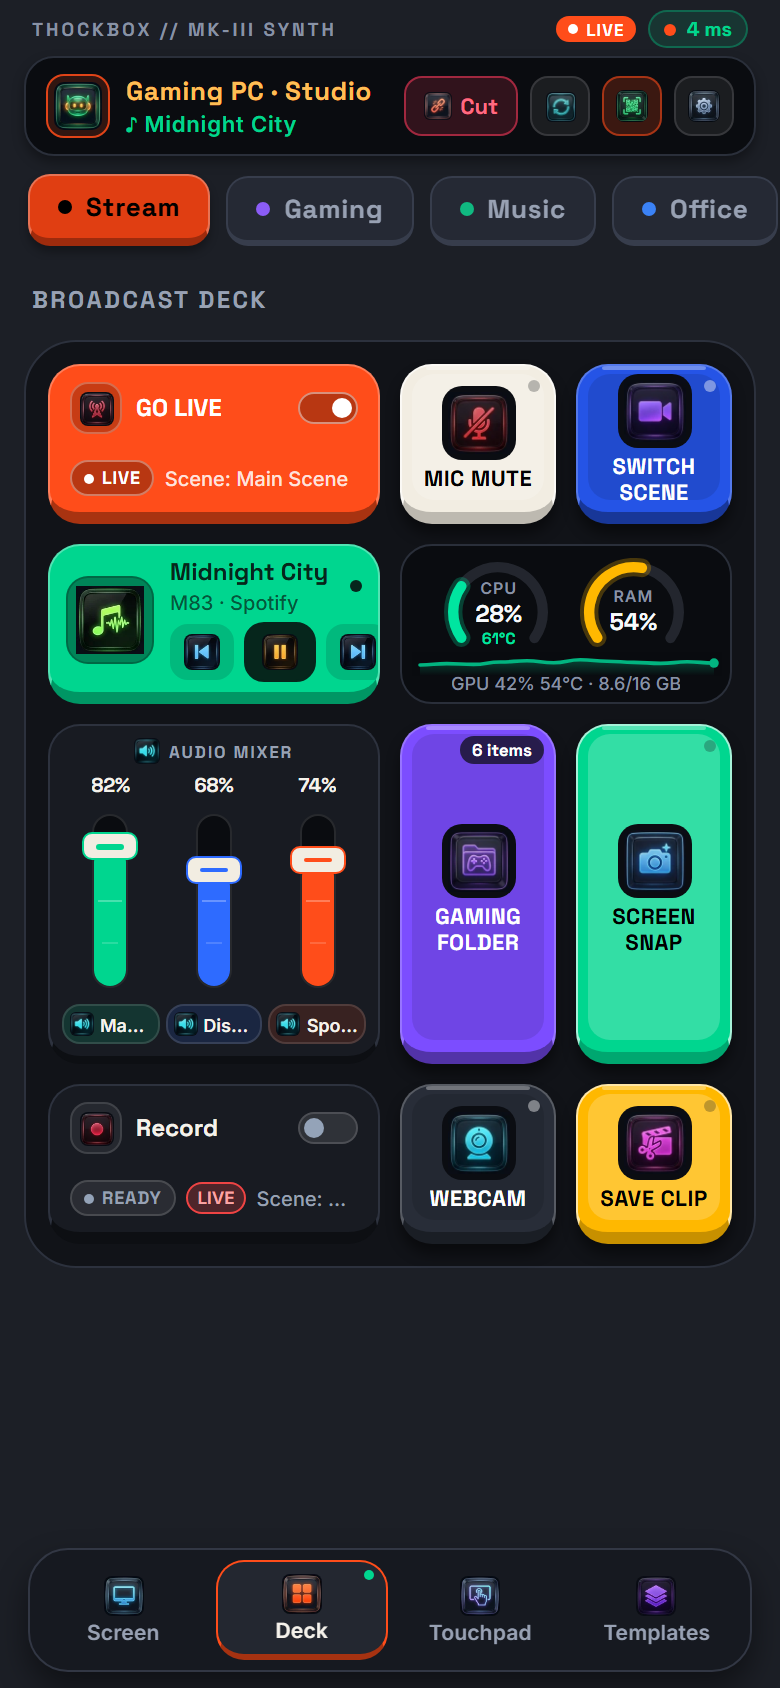 THOCKBOX // MK-III SYNTH
LIVE
4 ms
Gaming PC · Studio
♪ Midnight City
Cut
Stream
Gaming
Music
Office
BROADCAST DECK
GO LIVE
LIVE
Scene: Main Scene
MIC MUTE
SWITCH
SCENE
Midnight City
M83 · Spotify
CPU
28%
61°C
RAM
54%
GPU 42% 54°C · 8.6/16 GB
AUDIO MIXER
82%
68%
74%
Ma...
Dis...
Spo...
6 items
GAMING
FOLDER
SCREEN
SNAP
Record
READY
LIVE
Scene: ...
WEBCAM
SAVE CLIP
Screen
Deck
Touchpad
Templates